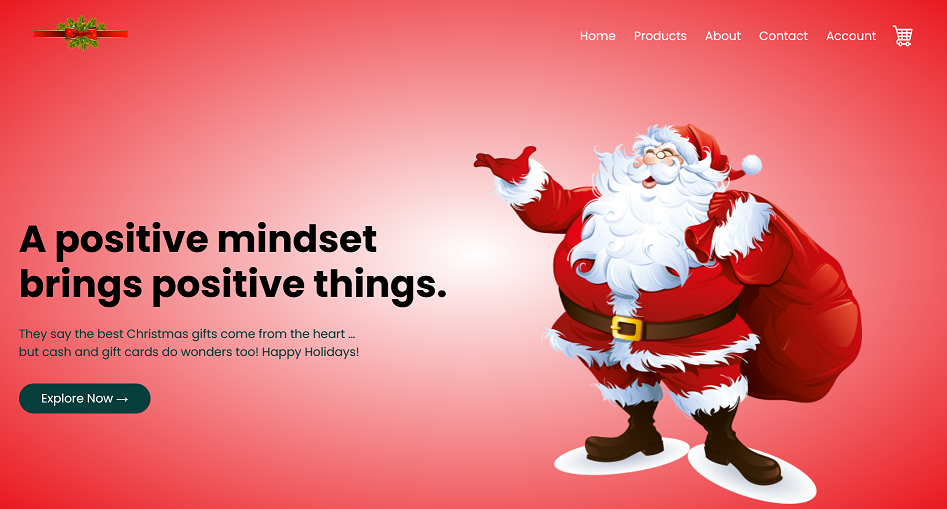 Home Products About Contact Account
A positive mindset
brings positive things.
They say the best Christmas gifts come from the heart ...
but cash and gift cards do wonders too! Happy Holidays!
Explore Now →